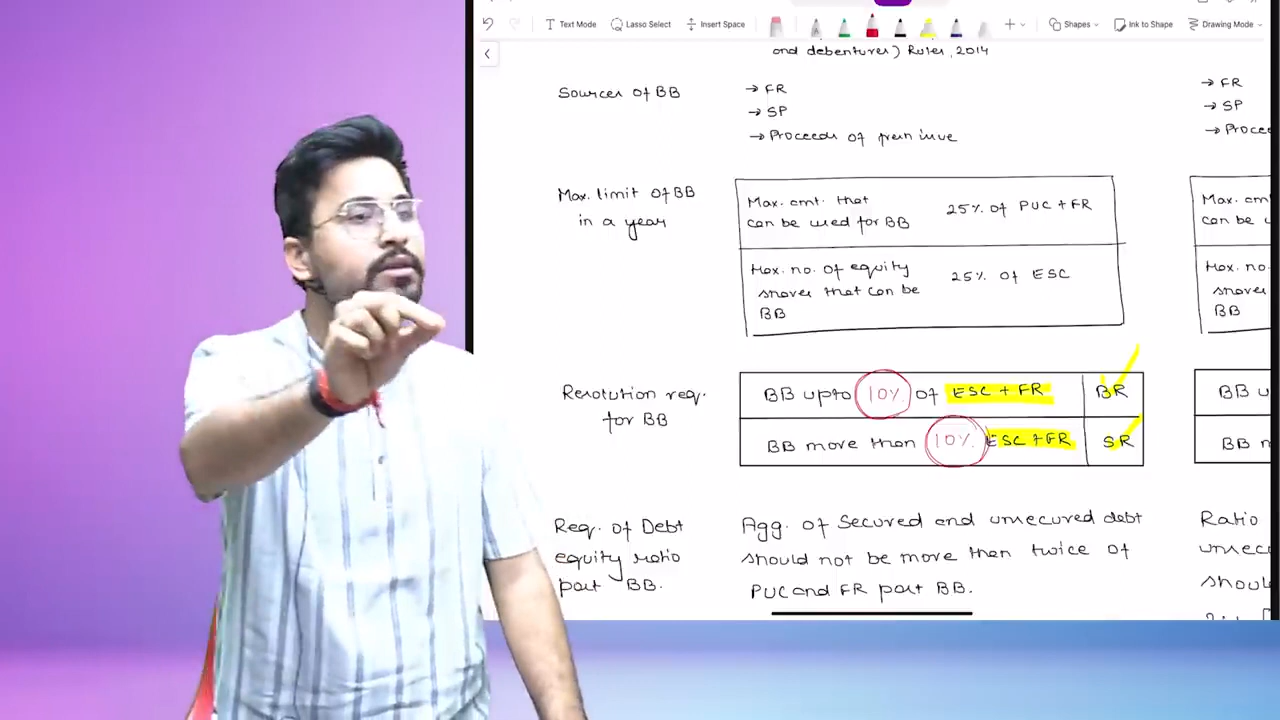 Text Mode Lasso Select Insert Space Shapes Ink to Shape Drawing Mode
and debentures) Rules, 2014
Sources of BB
→ FR
→ SP
→ Proceeds of
Max. limit of BB
in a year
Max. amt. that
can be used for BB
25% of PUC + FR
Max. no. of equity
shares that can be
BB
25% of ESC
Resolution req.
for BB
BB upto 10% of ESC + FR BR
BB more than 10% ESC + FR SR
Req. of Debt
equity ratio
post BB.
Agg. of Secured and unsecured debt
should not be more than twice of
PUC and FR post BB.
→ FR
→ SP
→ Proce
Max. am
can be u
Max. no.
shares
BB
BB u
BB m
Ratio
unsec
shoul